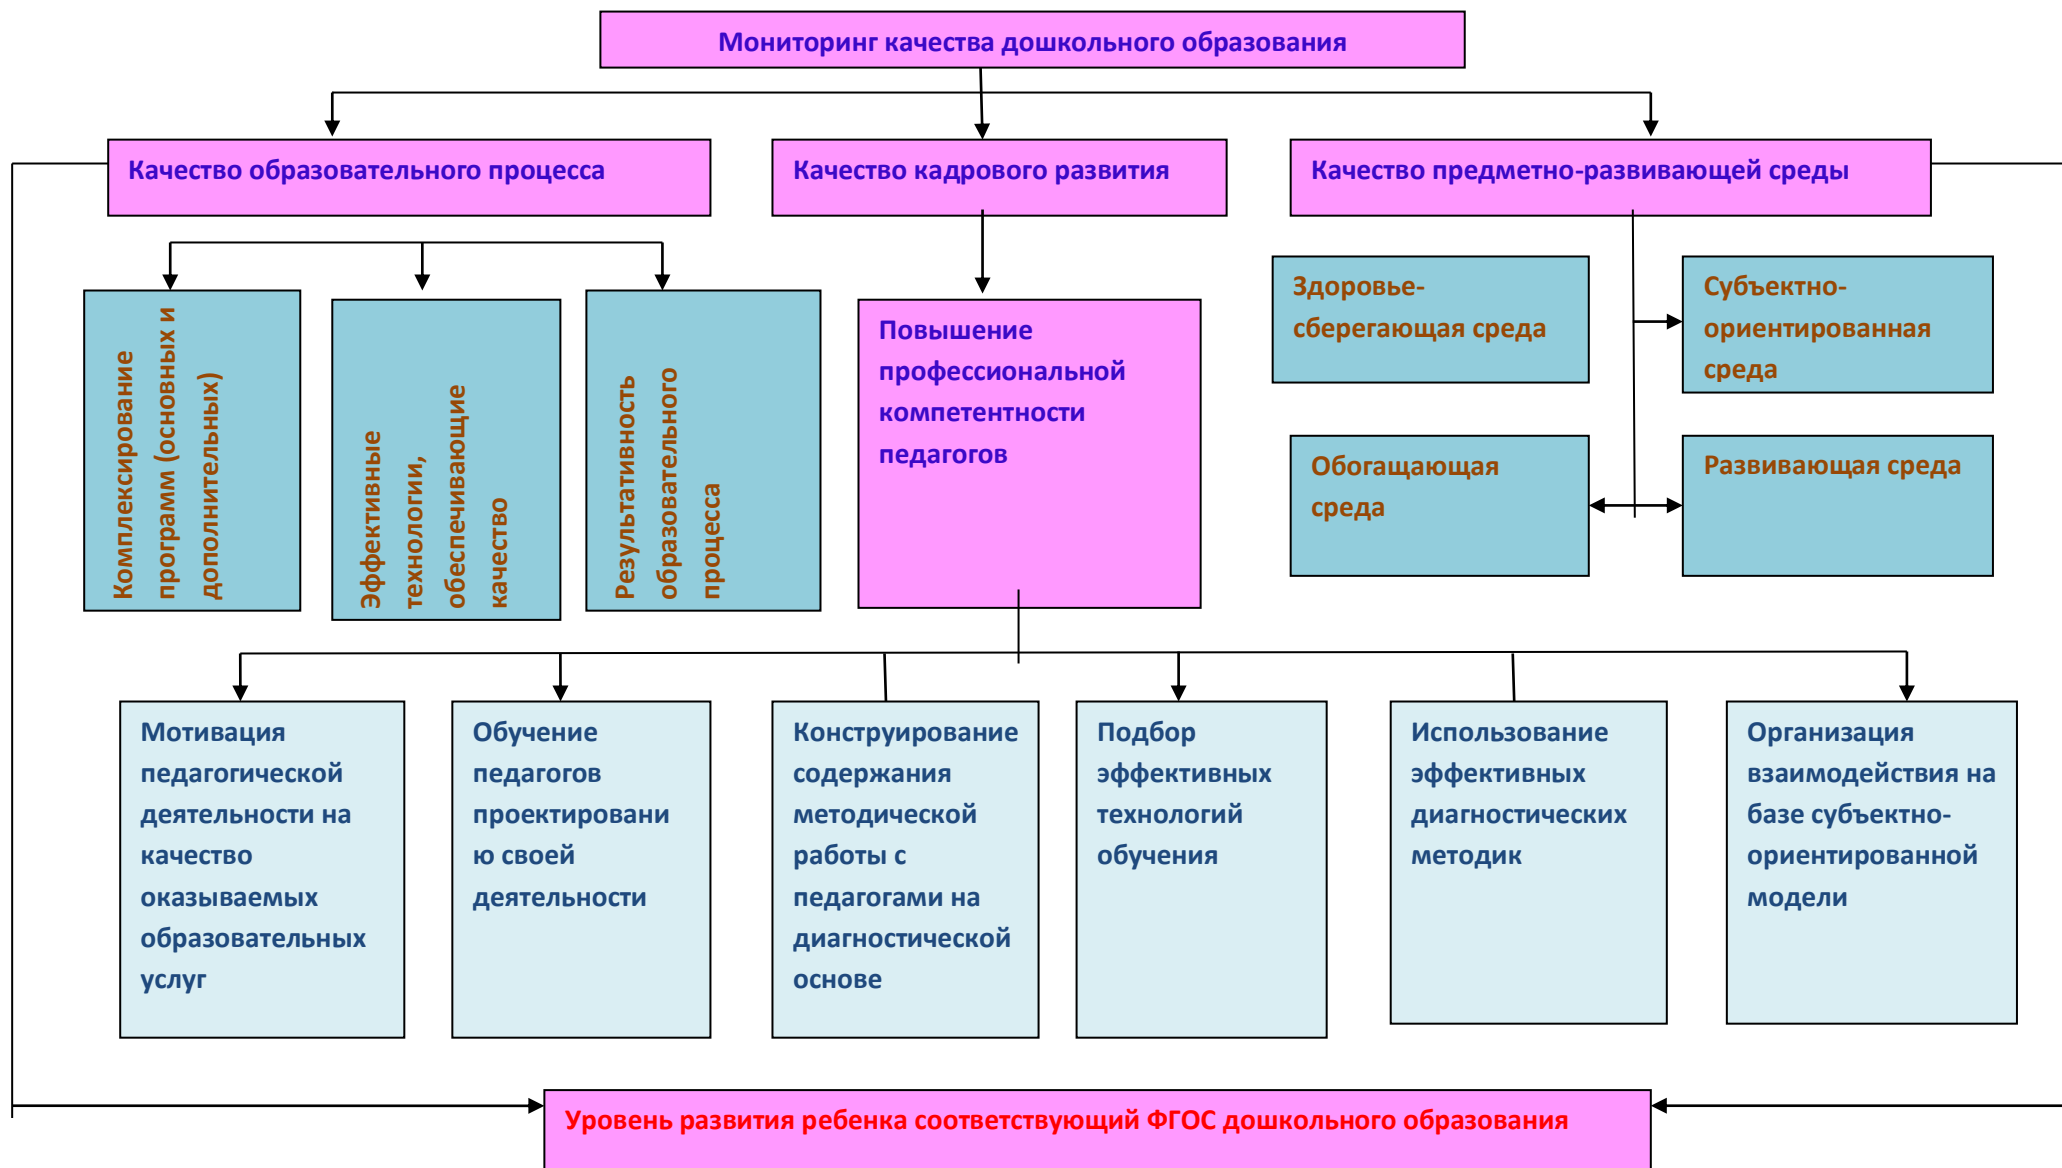 Мониторинг качества дошкольного образования
Качество образовательного процесса
Качество кадрового развития
Качество предметно-развивающей среды
Комплексирование
программ (основных и
дополнительных)
Эффективные
технологии,
обеспечивающие
качество
Результативность
образовательного
процесса
Повышение
профессиональной
компетентности
педагогов
Здоровье-
сберегающая среда
Субъектно-
ориентированная
среда
Обогащающая
среда
Развивающая среда
Мотивация
педагогической
деятельности на
качество
оказываемых
образовательных
услуг
Обучение
педагогов
проектировани
ю своей
деятельности
Конструирование
содержания
методической
работы с
педагогами на
диагностической
основе
Подбор
эффективных
технологий
обучения
Использование
эффективных
диагностических
методик
Организация
взаимодействия на
базе субъектно-
ориентированной
модели
Уровень развития ребенка соответствующий ФГОС дошкольного образования